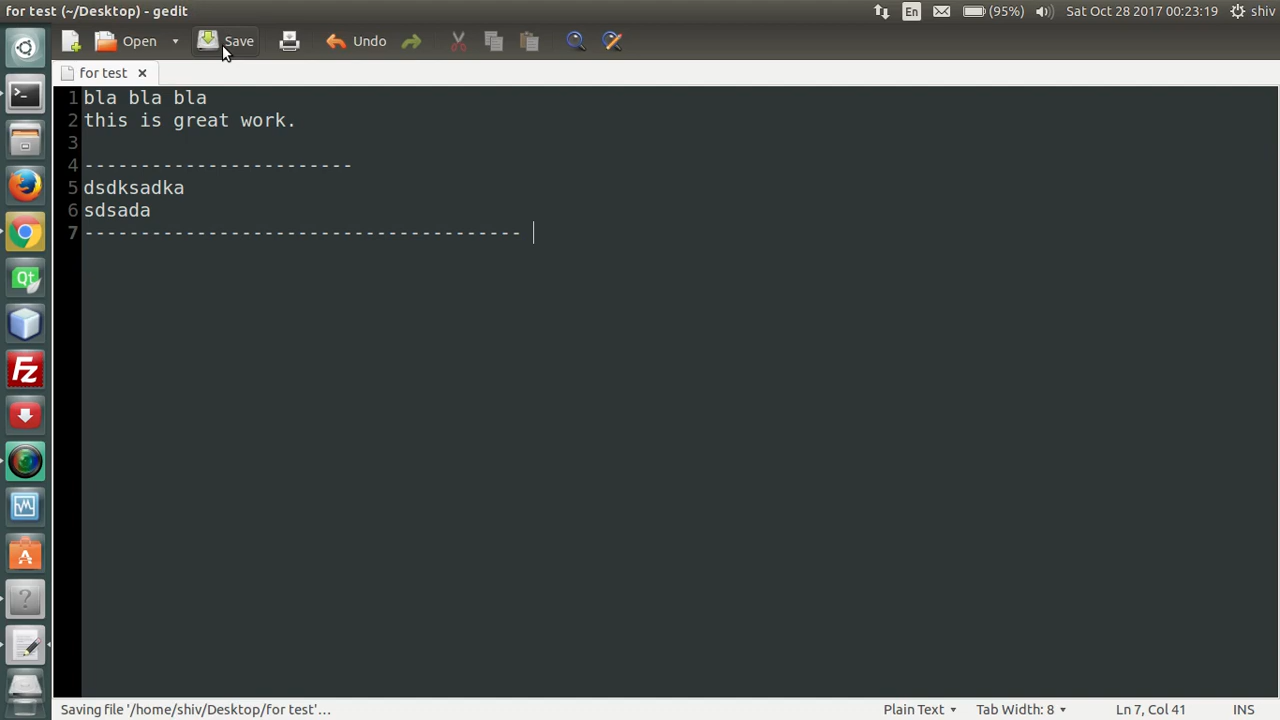 for test (~/Desktop) - gedit
En (95%) Sat Oct 28 2017 00:23:19 shiv
Open Save Undo
for test
1 bla bla bla
2 this is great work.
3
4 ------------------------
5 dsdksadka
6 sdsada
7 ---------------------------------------
Qt
Fz
A
?
Saving file '/home/shiv/Desktop/for test'… Plain Text Tab Width: 8 Ln 7, Col 41 INS